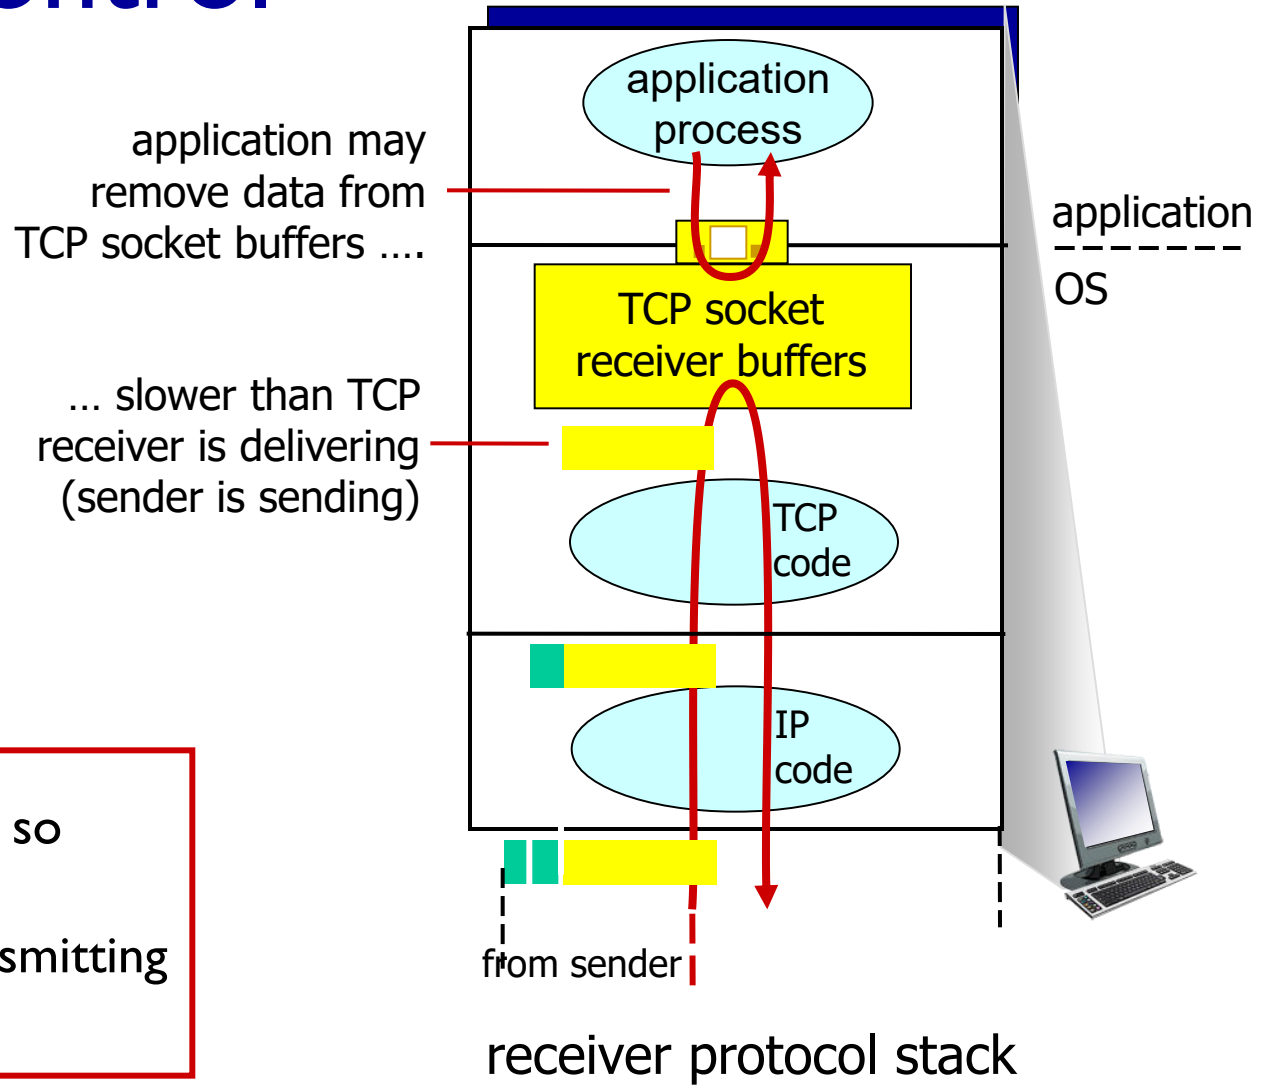 application
process
application may
remove data from
TCP socket buffers ….
application
OS
TCP socket
receiver buffers
… slower than TCP
receiver is delivering
(sender is sending)
TCP
code
IP
code
so
smitting
from sender
receiver protocol stack